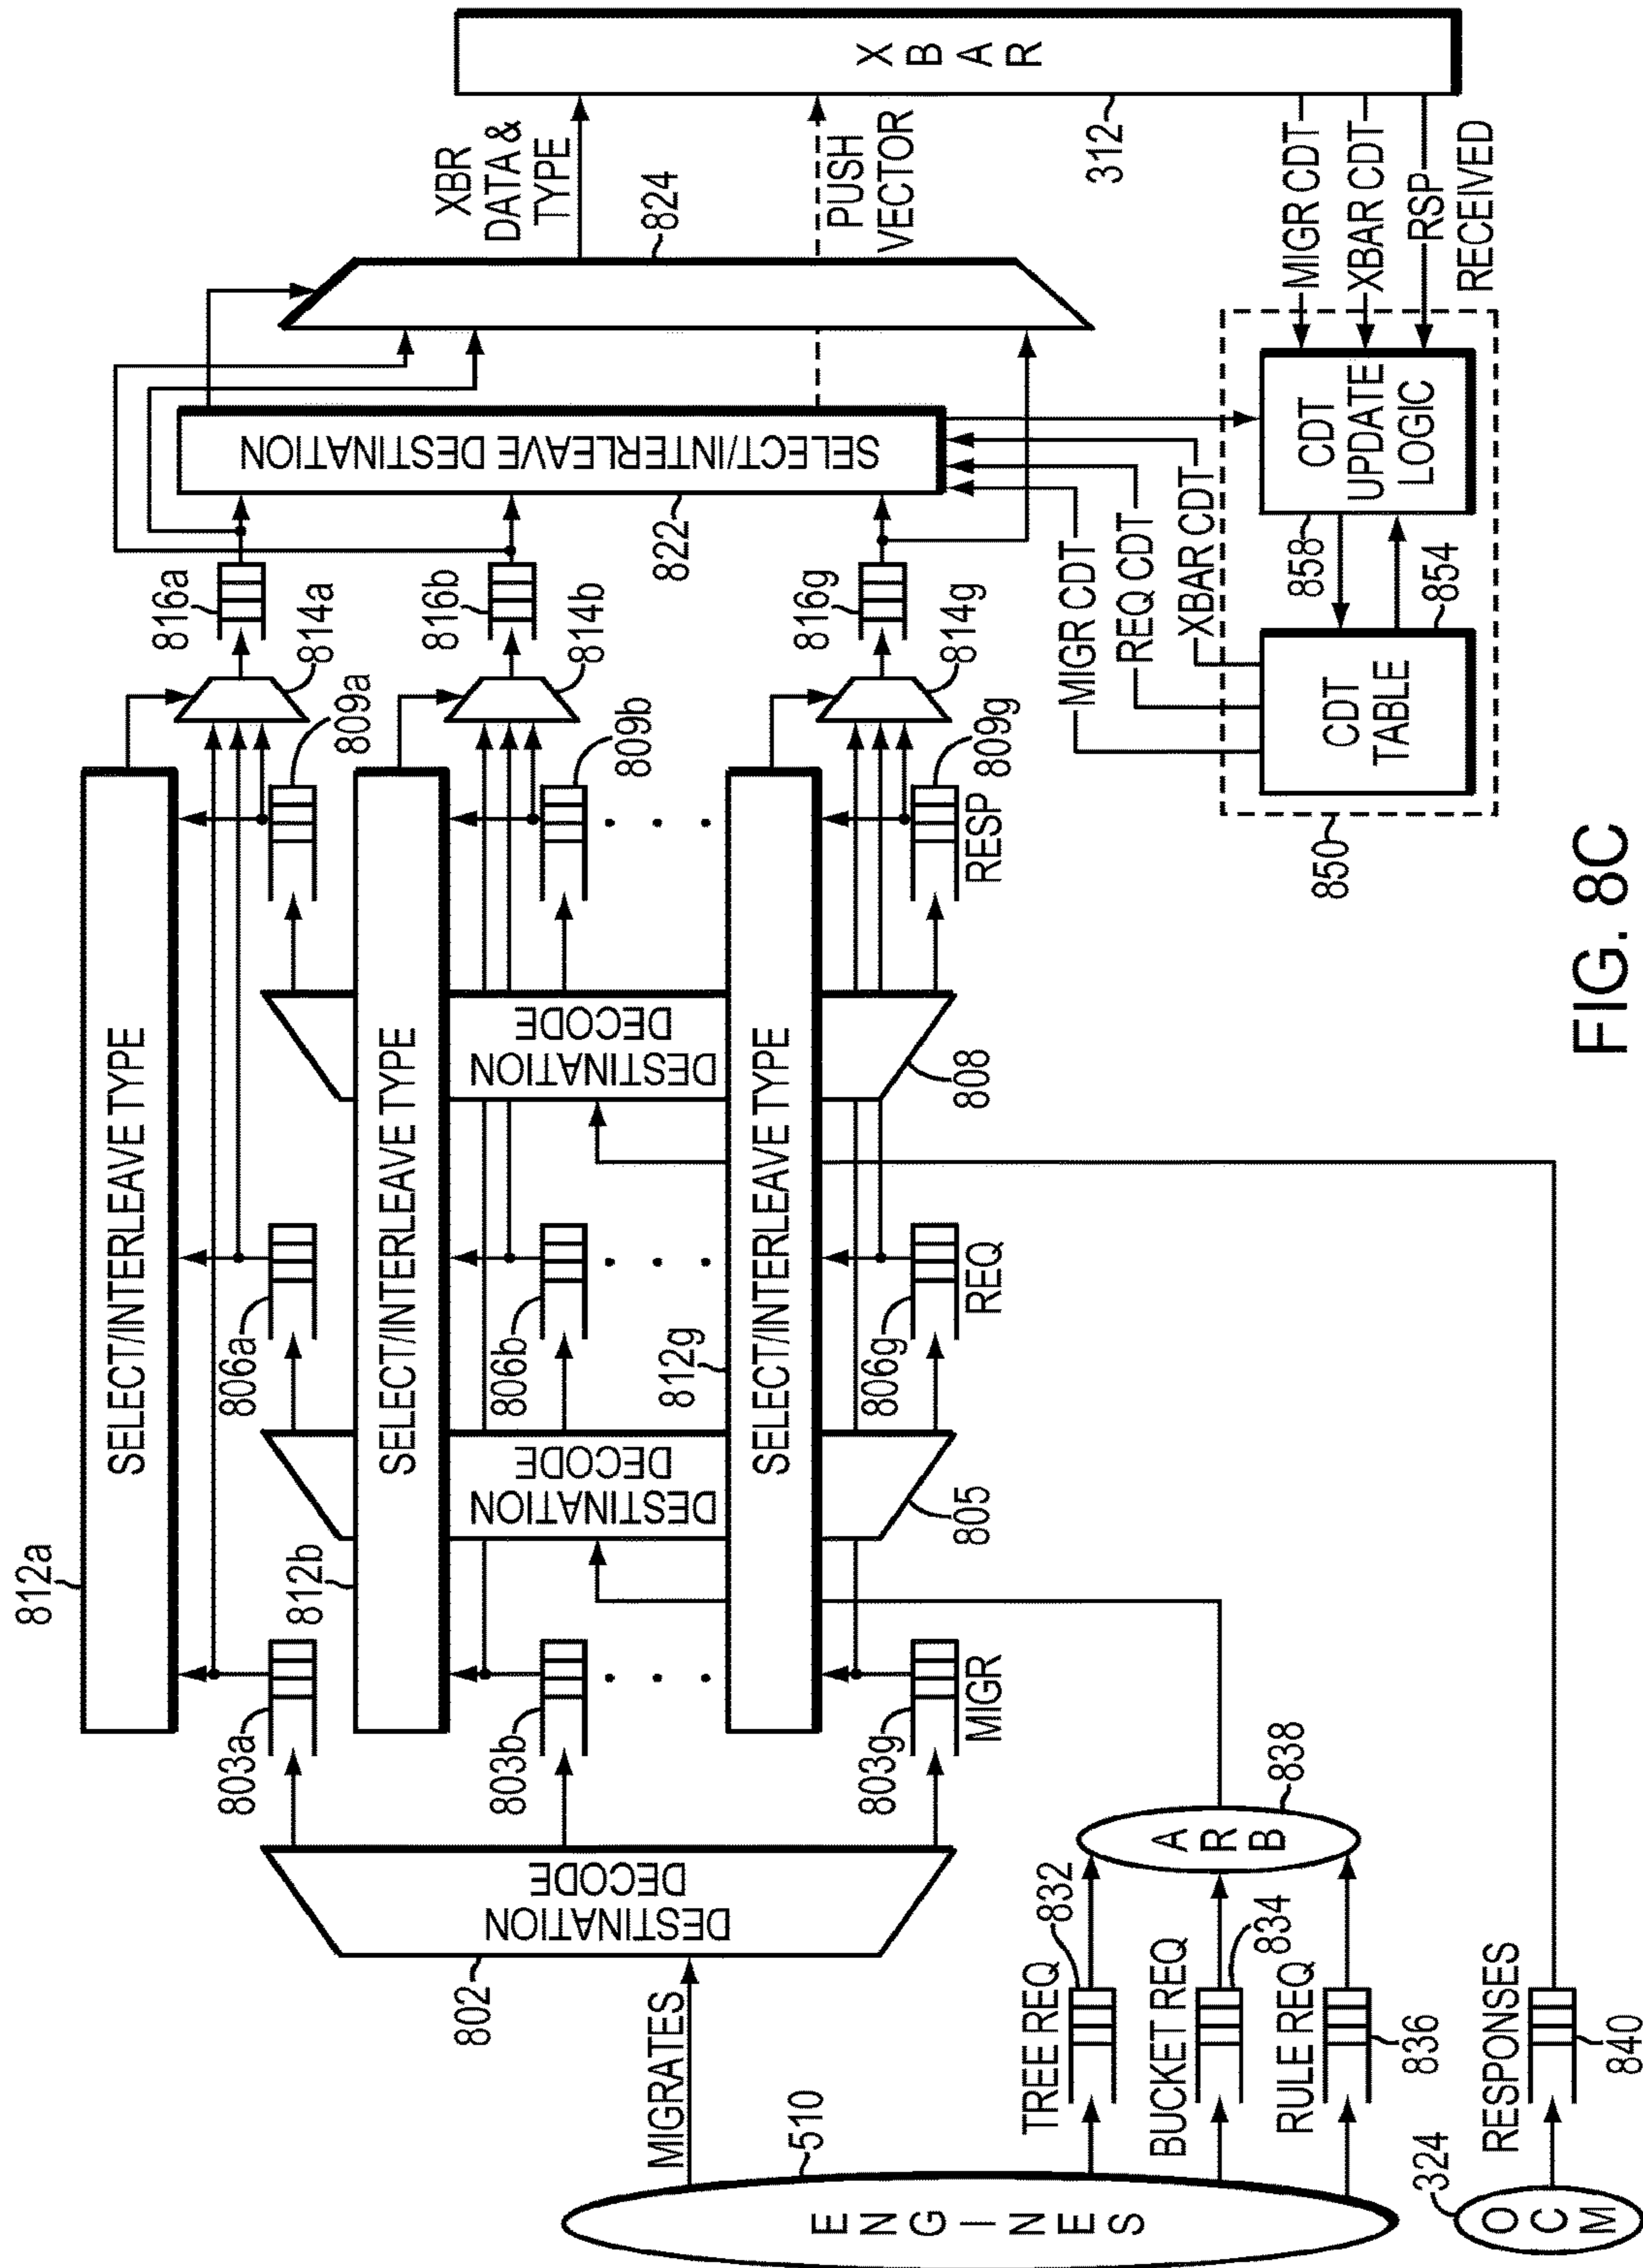 ENGINES
510
MIGRATES
TREE REQ
832
BUCKET REQ
834
RULE REQ
836
ARB
838
OCM
324
RESPONSES
840
DESTINATION
DECODE
802
803a
803b
803g
MIGR
812a
SELECT/INTERLEAVE TYPE
812b
SELECT/INTERLEAVE TYPE
812g
SELECT/INTERLEAVE TYPE
DESTINATION
DECODE
805
806a
806b
806g
REQ
DESTINATION
DECODE
808
809a
809b
809g
RESP
814a
814b
814g
816a
816b
816g
SELECT/INTERLEAVE DESTINATION
822
824
XBR
DATA &
TYPE
PUSH
VECTOR
XBAR
312
MIGR CDT
REQ CDT
XBAR CDT
MIGR CDT
XBAR CDT
RSP
RECEIVED
CDT
TABLE
854
CDT
UPDATE
LOGIC
858
850
FIG. 8C